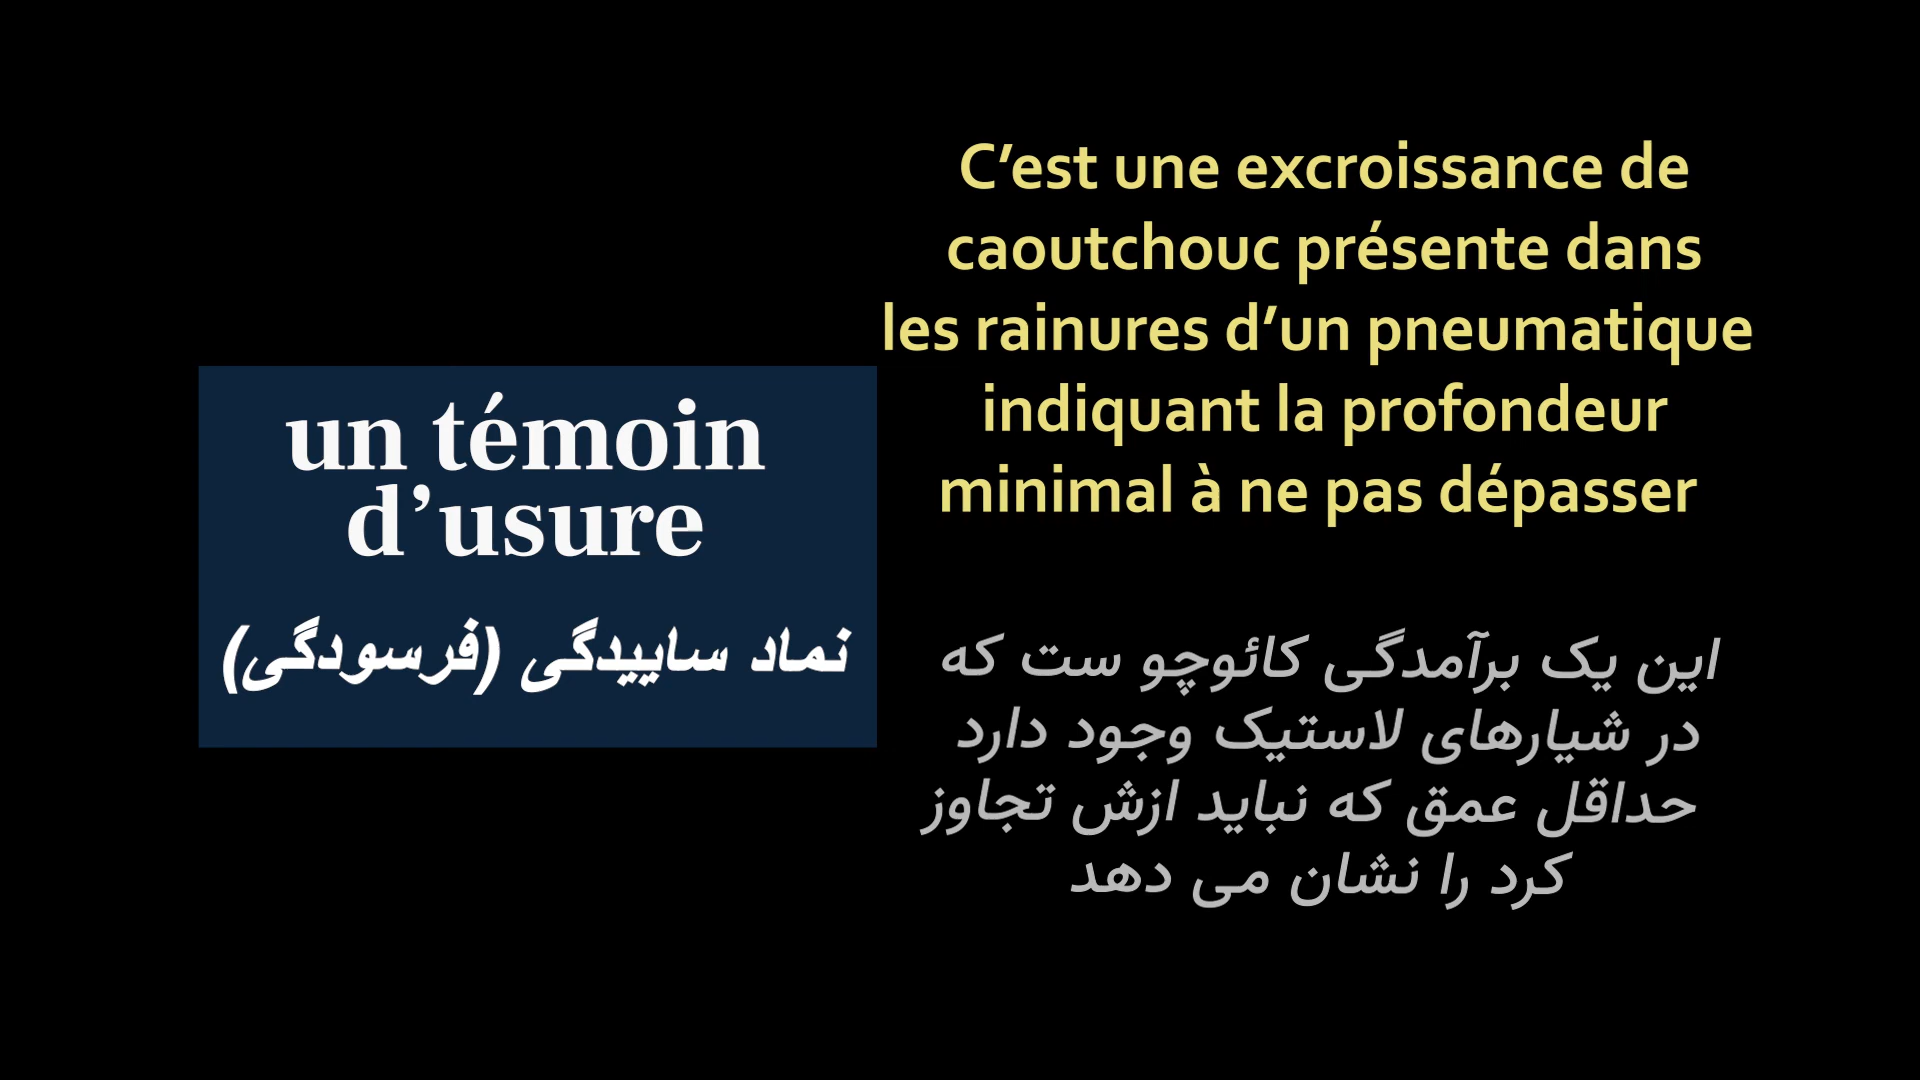 un témoin
d’usure
نماد ساییدگی (فرسودگی)
C’est une excroissance de
caoutchouc présente dans
les rainures d’un pneumatique
indiquant la profondeur
minimal à ne pas dépasser
این یک برآمدگی کائوچو ست که
در شیارهای لاستیک وجود دارد
حداقل عمق که نباید ازش تجاوز
کرد را نشان می دهد